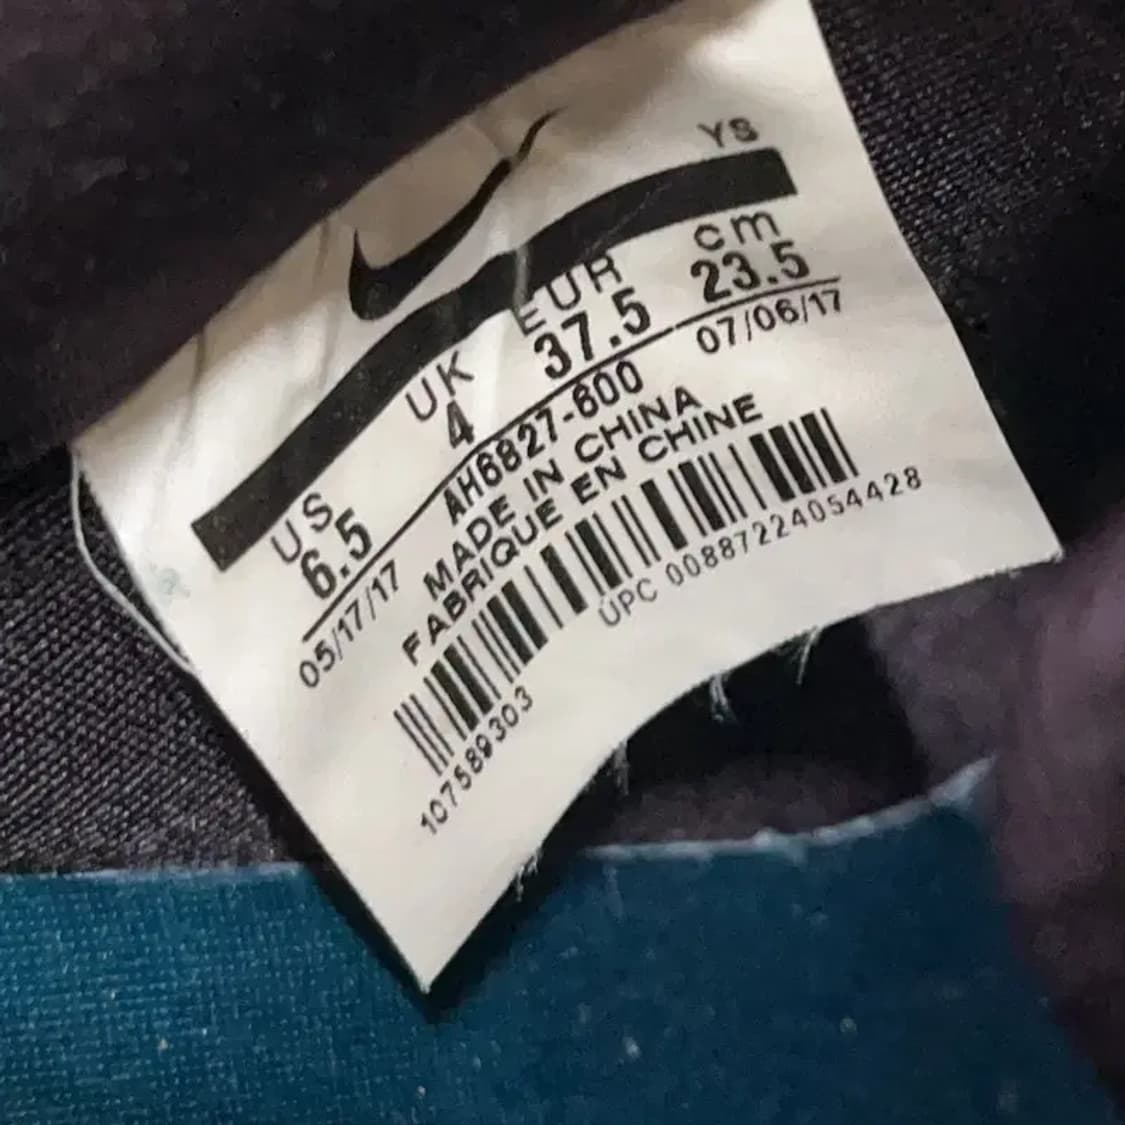 YS
US UK EUR cm
6.5 4 37.5 23.5
05/17/17 AH6827-600 07/06/17
MADE IN CHINA
FABRIQUE EN CHINE
107589303 UPC 00887224054428